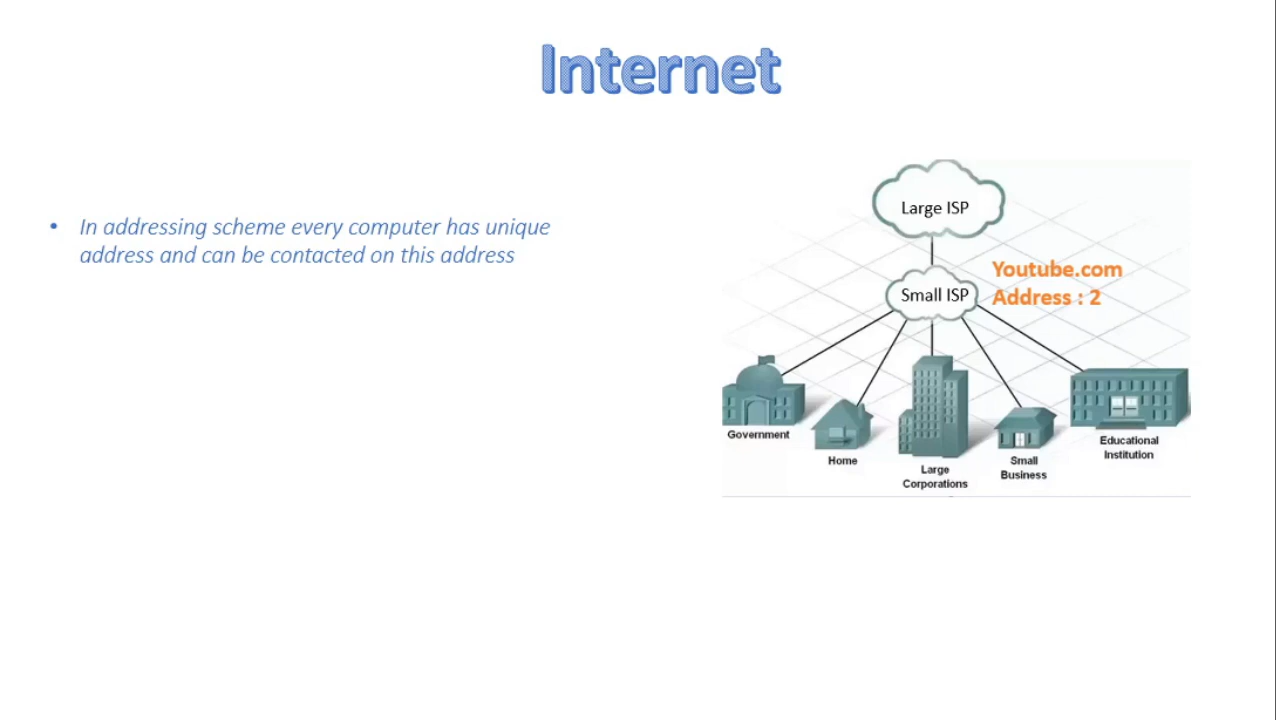 Internet
• In addressing scheme every computer has unique
address and can be contacted on this address
Large ISP
Youtube.com
Address : 2
Small ISP
Government
Home
Large
Corporations
Small
Business
Educational
Institution